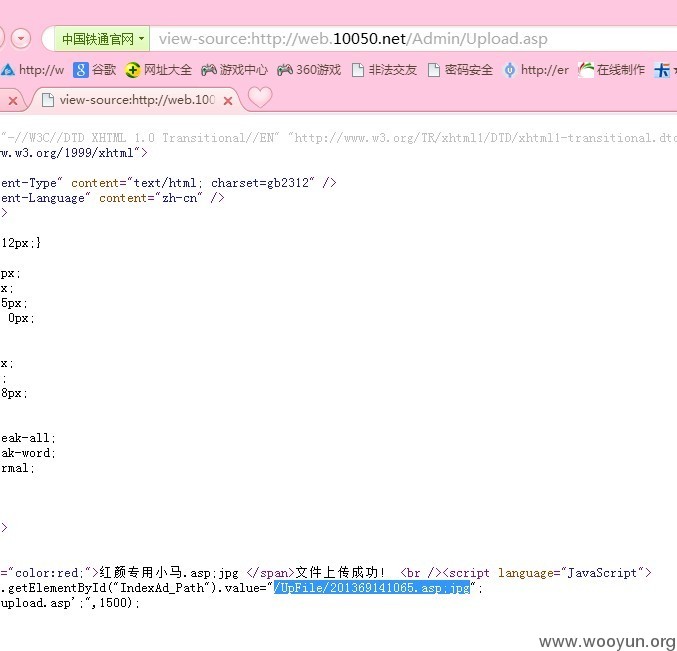 中国铁通官网 view-source:http://web.10050.net/Admin/Upload.asp
http://w 谷歌 网址大全 游戏中心 360游戏 非法交友 密码安全 http://er 在线制作 卡
view-source:http://web.100
"-//W3C//DTD XHTML 1.0 Transitional//EN" "http://www.w3.org/TR/xhtml1/DTD/xhtml1-transitional.dtd
w.w3.org/1999/xhtml">
ent-Type" content="text/html; charset=gb2312" />
ent-Language" content="zh-cn" />
>
12px;}
px;
x;
5px;
0px;
x;
;
8px;
eak-all;
ak-word;
rmal;
>
="color:red;">红颜专用小马.asp;jpg </span>文件上传成功! <br /><script language="JavaScript">
.getElementById("IndexAd_Path").value="/UpFile/201369141065.asp;jpg";
upload.asp';",1500);
www.wooyun.org